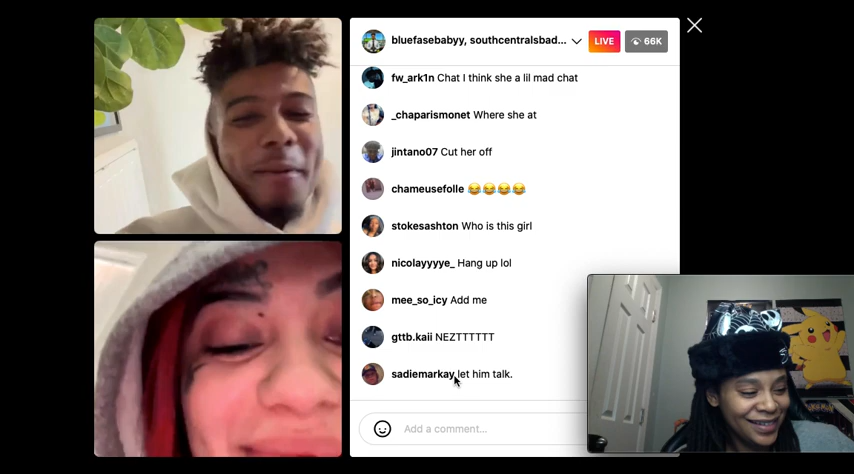 bluefasebabyy, southcentralsbad... LIVE 66K
fw_ark1n Chat I think she a lil mad chat
_chaparismonet Where she at
jintano07 Cut her off
chameusefolle 😂😂😂😂
stokesashton Who is this girl
nicolayyyye_ Hang up lol
mee_so_icy Add me
gttb.kaii NEZTTTTTT
sadiemarkay let him talk.
Add a comment...